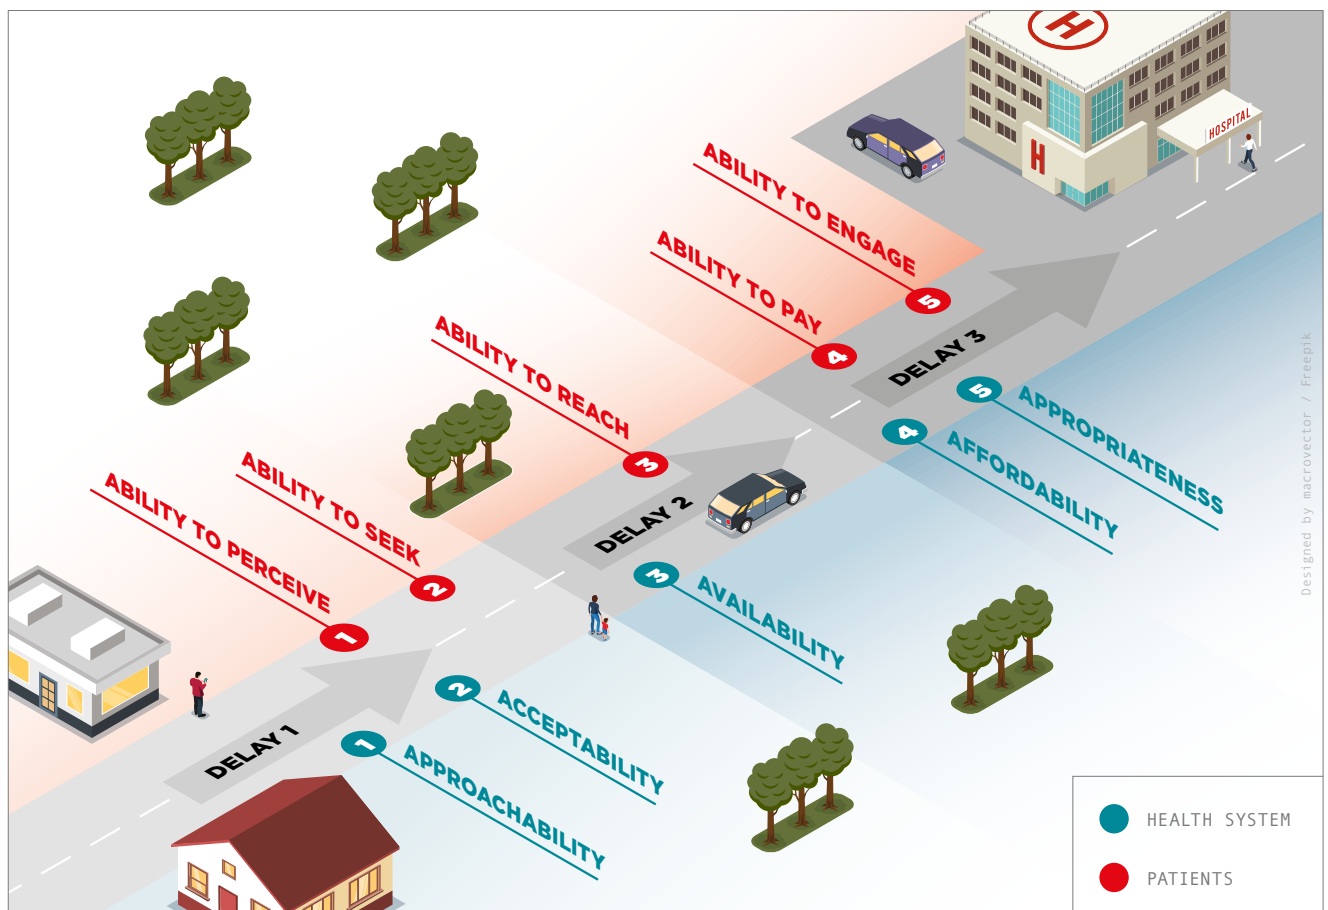 H
HOSPITAL
H
ABILITY TO ENGAGE
5
ABILITY TO PAY
4
DELAY 3
5
APPROPRIATENESS
4
AFFORDABILITY
ABILITY TO REACH
3
DELAY 2
3
AVAILABILITY
ABILITY TO SEEK
2
ABILITY TO PERCEIVE
1
DELAY 1
2
ACCEPTABILITY
1
APPROACHABILITY
Designed by macrovector / Freepik
HEALTH SYSTEM
PATIENTS